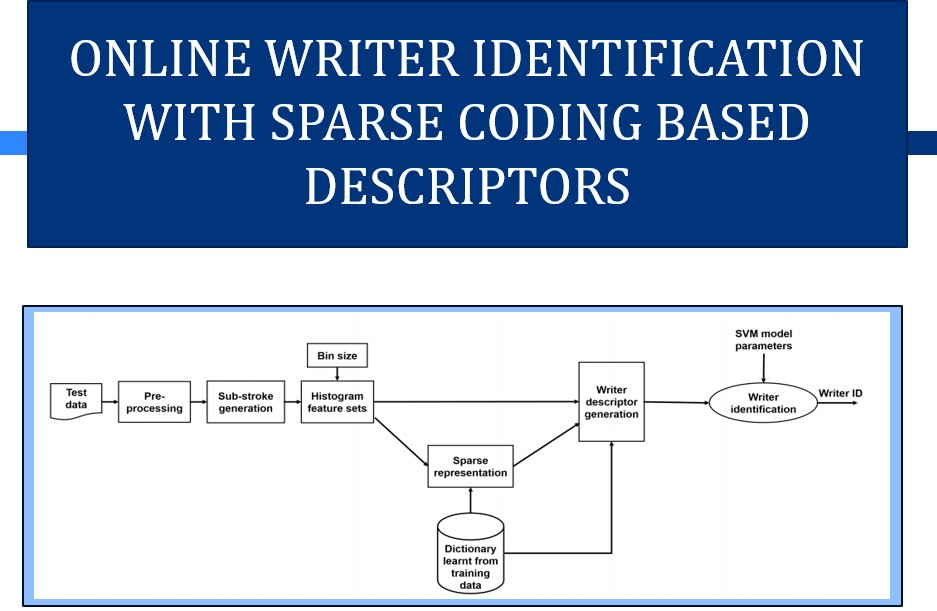 ONLINE WRITER IDENTIFICATION
WITH SPARSE CODING BASED
DESCRIPTORS
SVM model
parameters
Bin size
Test
data
Pre-
processing
Sub-stroke
generation
Histogram
feature sets
Writer
descriptor
generation
Writer
identification
Writer ID
Sparse
representation
Dictionary
learnt from
training
data